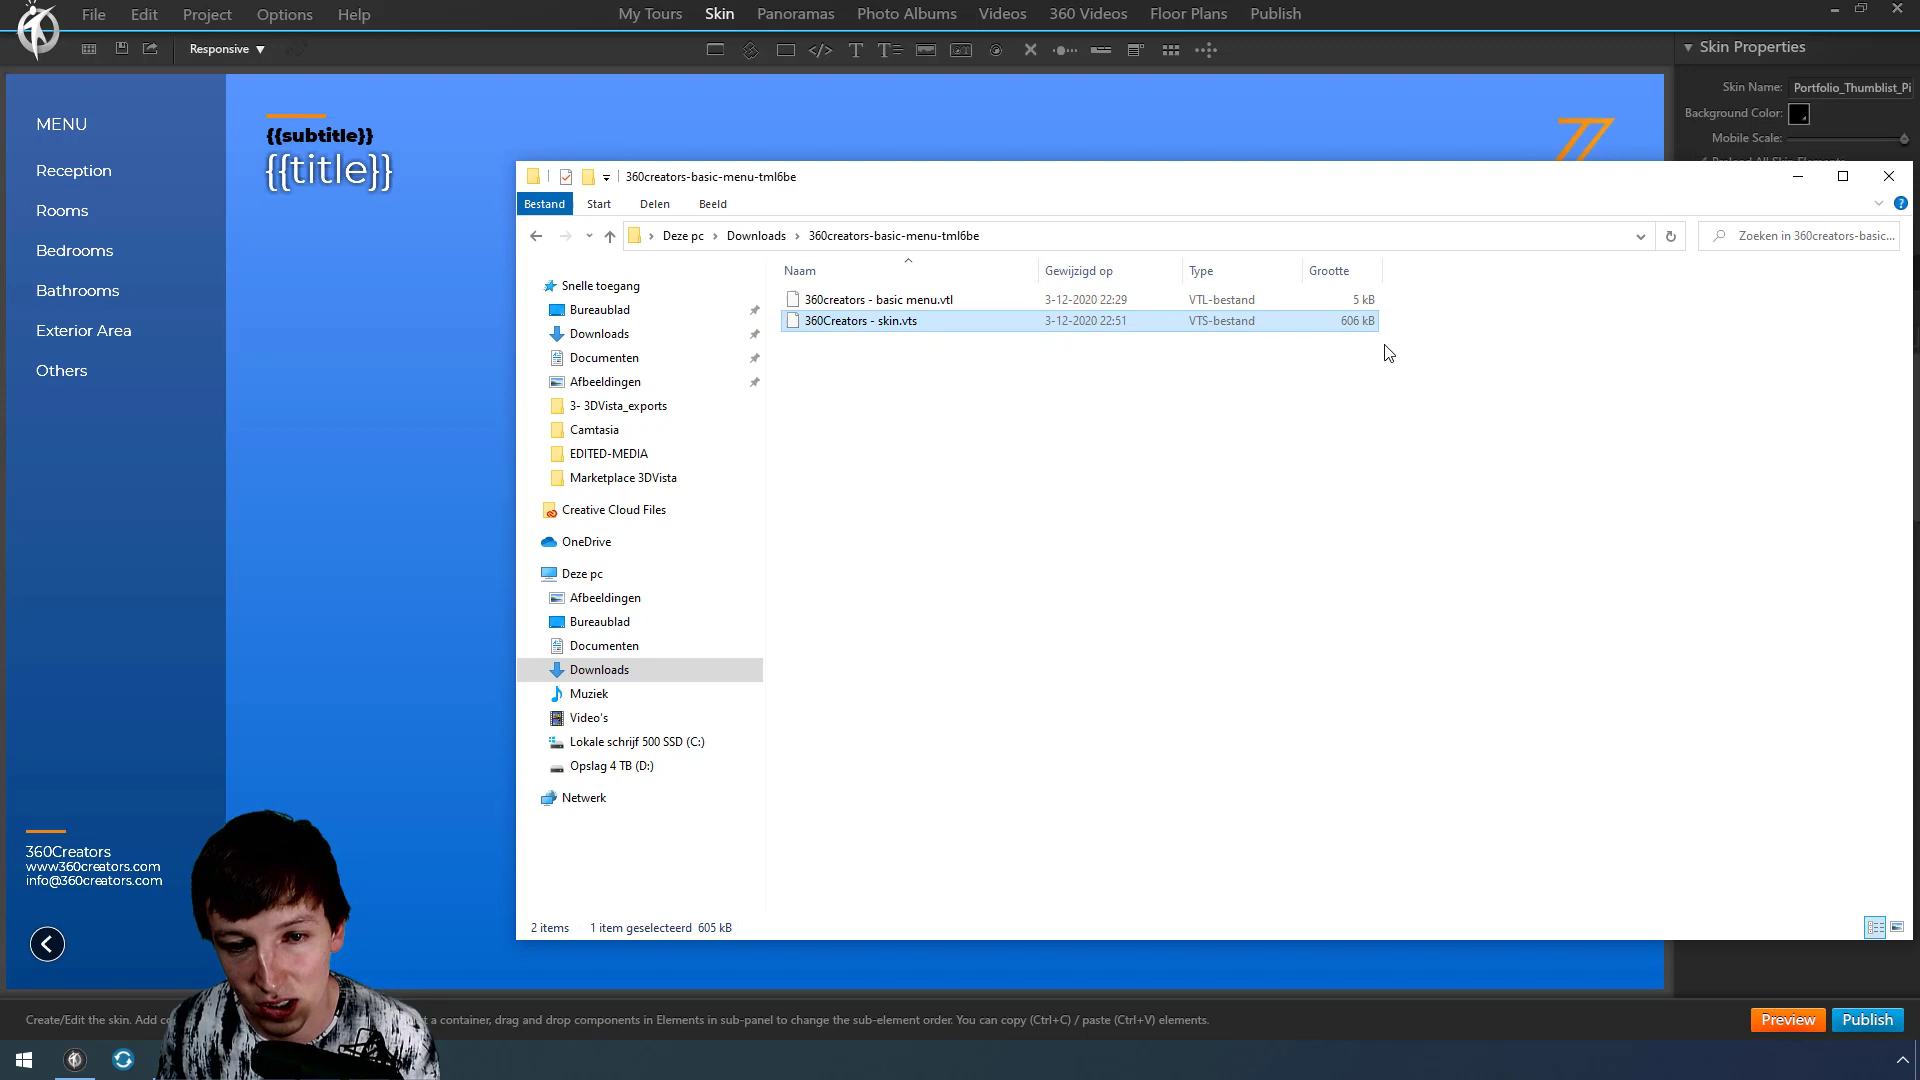 File Edit Project Options Help
My Tours Skin Panoramas Photo Albums Videos 360 Videos Floor Plans Publish
Responsive
Skin Properties
Skin Name: Portfolio_Thumblist_Pi
Background Color:
Mobile Scale:
MENU
Reception
Rooms
Bedrooms
Bathrooms
Exterior Area
Others
{{subtitle}}
{{title}}
360creators-basic-menu-tml6be
Bestand Start Delen Beeld
Deze pc Downloads 360creators-basic-menu-tml6be
Zoeken in 360creators-basic...
Naam Gewijzigd op Type Grootte
360creators - basic menu.vtl 3-12-2020 22:29 VTL-bestand 5 kB
360Creators - skin.vts 3-12-2020 22:51 VTS-bestand 606 kB
Snelle toegang
Bureaublad
Downloads
Documenten
Afbeeldingen
3- 3DVista_exports
Camtasia
EDITED-MEDIA
Marketplace 3DVista
Creative Cloud Files
OneDrive
Deze pc
Afbeeldingen
Bureaublad
Documenten
Downloads
Muziek
Video's
Lokale schrijf 500 SSD (C:)
Opslag 4 TB (D:)
Netwerk
2 items 1 item geselecteerd 605 kB
360Creators
www360creators.com
info@360creators.com
Create/Edit the skin. Add
t a container, drag and drop components in Elements in sub-panel to change the sub-element order. You can copy (Ctrl+C) / paste (Ctrl+V) elements.
Preview Publish